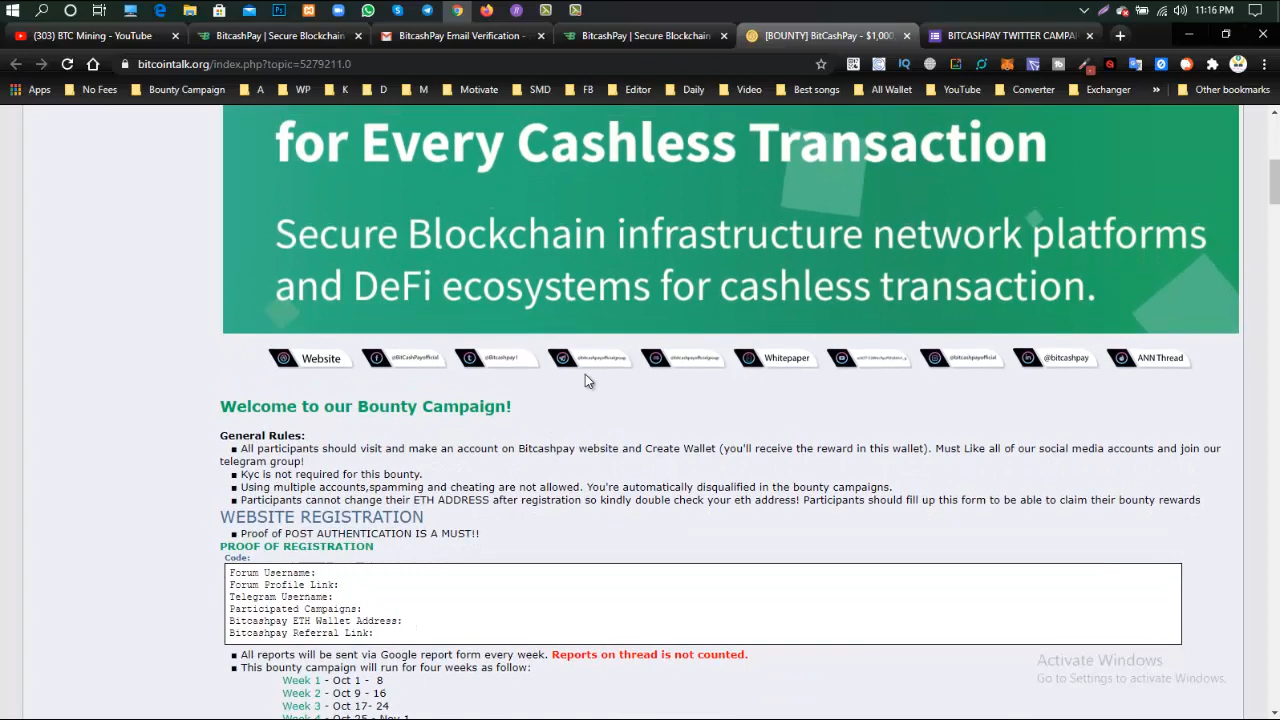 11:16 PM
(303) BTC Mining - YouTube
BitcashPay | Secure Blockchain
BitcashPay Email Verification -
BitcashPay | Secure Blockchain
[BOUNTY] BitCashPay - $1,000,
BITCASHPAY TWITTER CAMPAI
bitcointalk.org/index.php?topic=5279211.0
Apps No Fees Bounty Campaign A WP K D M Motivate SMD FB Editor Daily Video Best songs All Wallet YouTube Converter Exchanger » Other bookmarks
for Every Cashless Transaction
Secure Blockchain infrastructure network platforms
and DeFi ecosystems for cashless transaction.
Website @BitCashPayofficial @Bitcashpay1 @bitcashpayofficialgroup @bitcashpayofficialgroup Whitepaper @bitcashpayofficial @bitcashpay ANN Thread
Welcome to our Bounty Campaign!
General Rules:
▪ All participants should visit and make an account on Bitcashpay website and Create Wallet (you'll receive the reward in this wallet). Must Like all of our social media accounts and join our
telegram group!
▪ Kyc is not required for this bounty.
▪ Using multiple accounts,spamming and cheating are not allowed. You're automatically disqualified in the bounty campaigns.
▪ Participants cannot change their ETH ADDRESS after registration so kindly double check your eth address! Participants should fill up this form to be able to claim their bounty rewards
WEBSITE REGISTRATION
▪ Proof of POST AUTHENTICATION IS A MUST!!
PROOF OF REGISTRATION
Code:
Forum Username:
Forum Profile Link:
Telegram Username:
Participated Campaigns:
Bitcashpay ETH Wallet Address:
Bitcashpay Referral Link:
▪ All reports will be sent via Google report form every week. Reports on thread is not counted.
▪ This bounty campaign will run for four weeks as follow:
Week 1 - Oct 1 - 8
Week 2 - Oct 9 - 16
Week 3 - Oct 17- 24
Week 4 - Oct 25 - Nov 1
Activate Windows
Go to Settings to activate Windows.